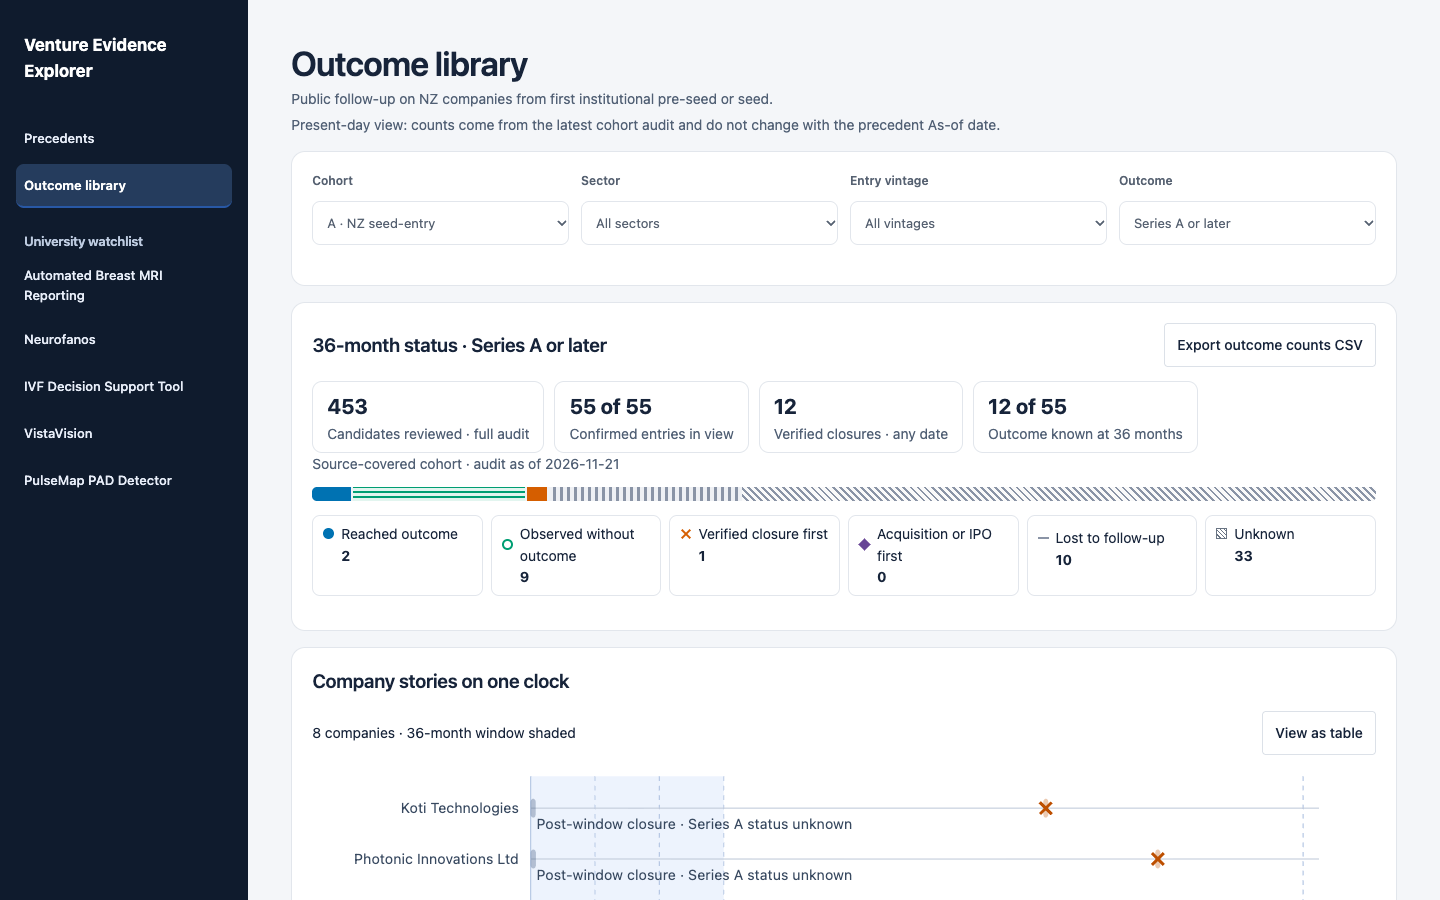 Venture Evidence
Explorer
Precedents
Outcome library
University watchlist
Automated Breast MRI
Reporting
Neurofanos
IVF Decision Support Tool
VistaVision
PulseMap PAD Detector
Outcome library
Public follow-up on NZ companies from first institutional pre-seed or seed.
Present-day view: counts come from the latest cohort audit and do not change with the precedent As-of date.
Cohort
Sector
Entry vintage
Outcome
A · NZ seed-entry
All sectors
All vintages
Series A or later
36-month status · Series A or later
Export outcome counts CSV
453
Candidates reviewed · full audit
55 of 55
Confirmed entries in view
12
Verified closures · any date
12 of 55
Outcome known at 36 months
Source-covered cohort · audit as of 2026-11-21
Reached outcome
2
Observed without
outcome
9
Verified closure first
1
Acquisition or IPO
first
0
Lost to follow-up
10
Unknown
33
Company stories on one clock
8 companies · 36-month window shaded
View as table
Koti Technologies
Post-window closure · Series A status unknown
Photonic Innovations Ltd
Post-window closure · Series A status unknown